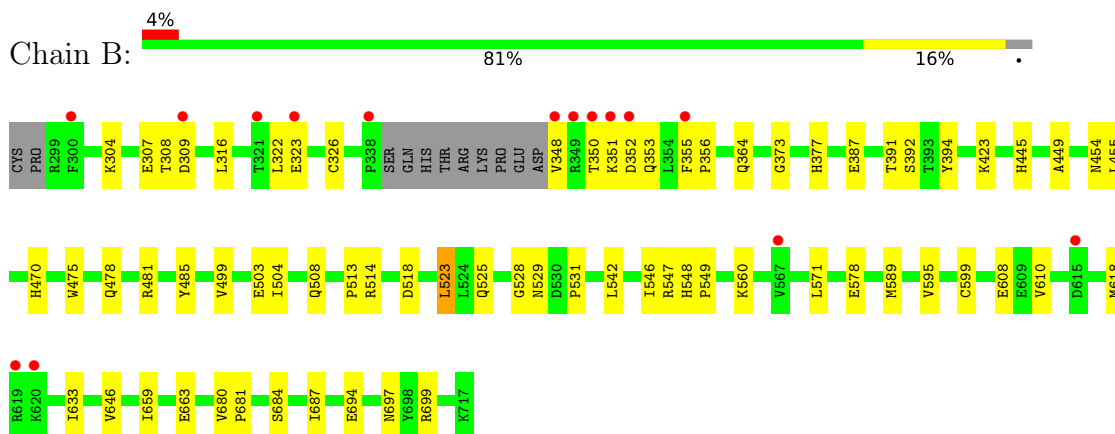 4%
Chain B:
81% 16% •
CYS PRO R299 F300 K304 E307 T308 D309 L316 T321 L322 E323 C326 P338 SER GLN HIS THR ARG LYS PRO GLU ASP V348 R349 T350 K351 D352 Q353 L354 F355 P356 Q364 G373 H377 E387 T391 S392 T393 Y394 K423 H445 A449 N454 L455
H470 W475 Q478 R481 Y485 V499 E503 I504 Q508 P513 R514 D518 L523 L524 Q525 G528 N529 D530 P531 L542 I546 R547 H548 P549 K560 V567 L571 E578 M589 V595 C599 E608 E609 V610 D615 M618
R619 K620 I633 V646 I659 E663 V680 P681 S684 I687 E694 N697 Y698 R699 K717